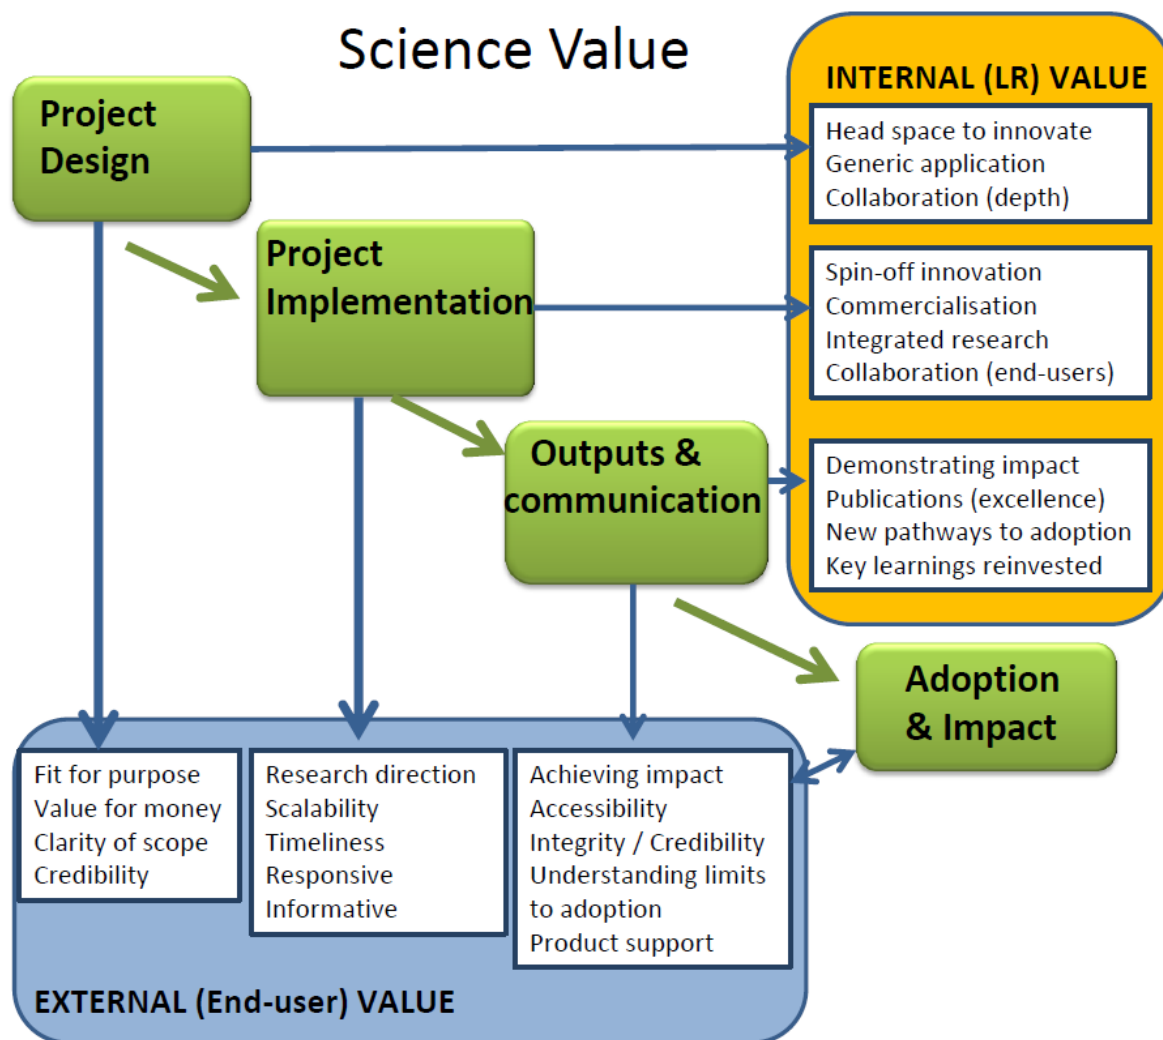 Science Value
Project
Design
Project
Implementation
Outputs &
communication
Adoption
& Impact
INTERNAL (LR) VALUE
Head space to innovate
Generic application
Collaboration (depth)
Spin-off innovation
Commercialisation
Integrated research
Collaboration (end-users)
Demonstrating impact
Publications (excellence)
New pathways to adoption
Key learnings reinvested
Fit for purpose
Value for money
Clarity of scope
Credibility
Research direction
Scalability
Timeliness
Responsive
Informative
Achieving impact
Accessibility
Integrity / Credibility
Understanding limits
to adoption
Product support
EXTERNAL (End-user) VALUE